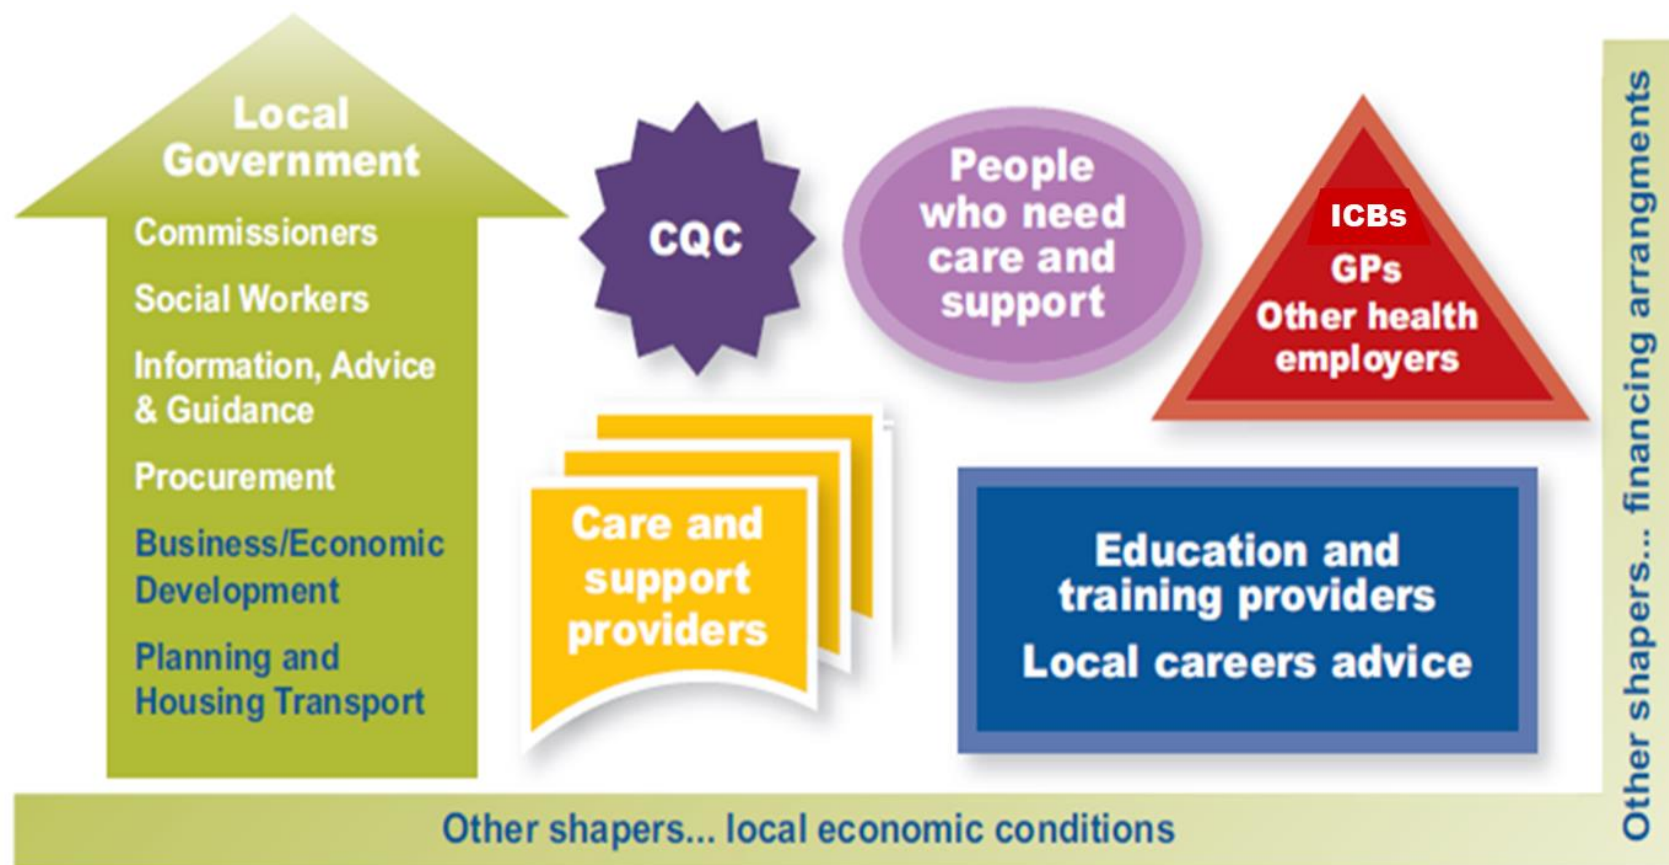 Local
Government
Commissioners
Social Workers
Information, Advice
& Guidance
Procurement
Business/Economic
Development
Planning and
Housing Transport
CQC
People
who need
care and
support
ICBs
GPs
Other health
employers
Care and
support
providers
Education and
training providers
Local careers advice
Other shapers... local economic conditions
Other shapers... financing arrangments